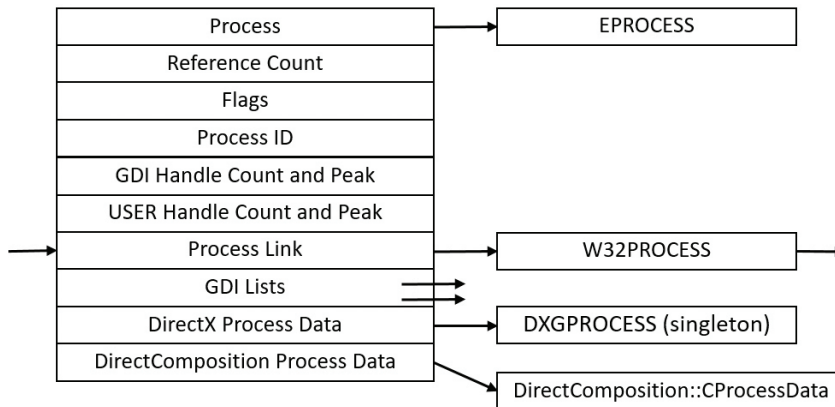 Process
EPROCESS
Reference Count
Flags
Process ID
GDI Handle Count and Peak
USER Handle Count and Peak
Process Link
W32PROCESS
GDI Lists
DirectX Process Data
DXGPROCESS (singleton)
DirectComposition Process Data
DirectComposition::CProcessData